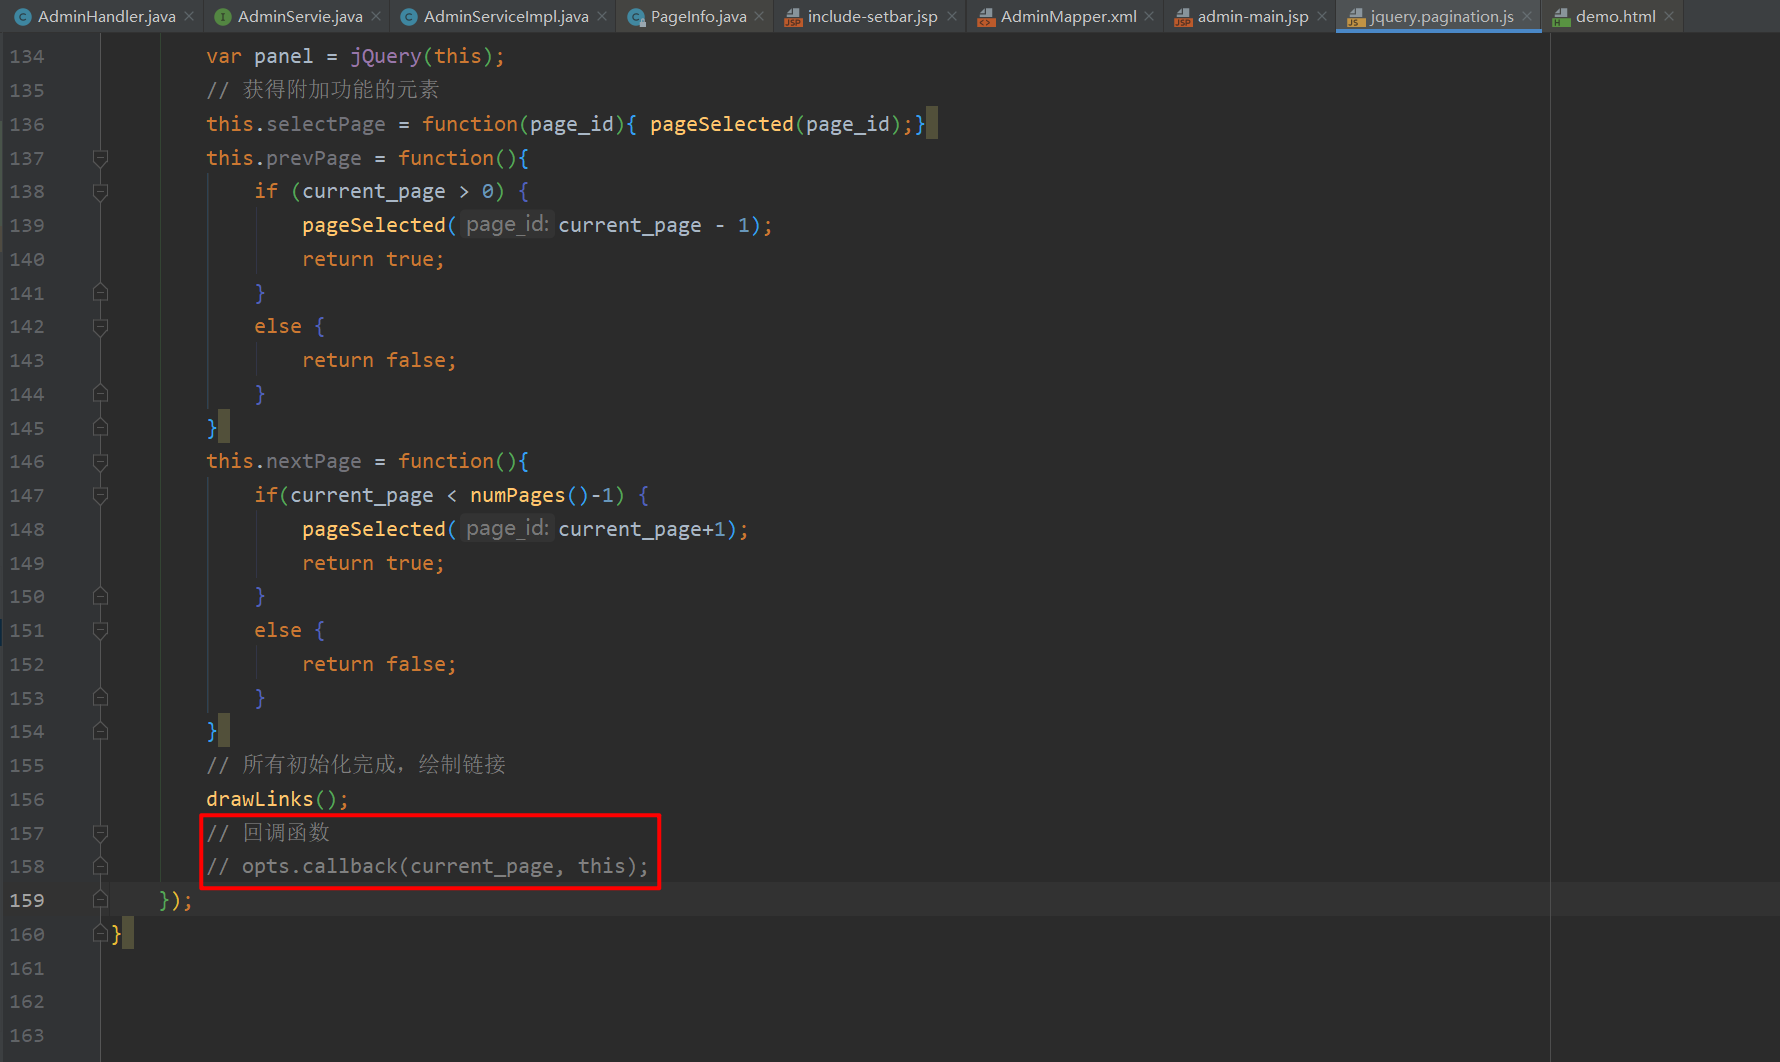 AdminHandler.java AdminServie.java AdminServiceImpl.java PageInfo.java include-setbar.jsp AdminMapper.xml admin-main.jsp jquery.pagination.js demo.html
134 var panel = jQuery(this);
135 // 获得附加功能的元素
136 this.selectPage = function(page_id){ pageSelected(page_id);}
137 this.prevPage = function(){
138 if (current_page > 0) {
139 pageSelected( page_id: current_page - 1);
140 return true;
141 }
142 else {
143 return false;
144 }
145 }
146 this.nextPage = function(){
147 if(current_page < numPages()-1) {
148 pageSelected( page_id: current_page+1);
149 return true;
150 }
151 else {
152 return false;
153 }
154 }
155 // 所有初始化完成，绘制链接
156 drawLinks();
157 // 回调函数
158 // opts.callback(current_page, this);
159 });
160 }
161
162
163